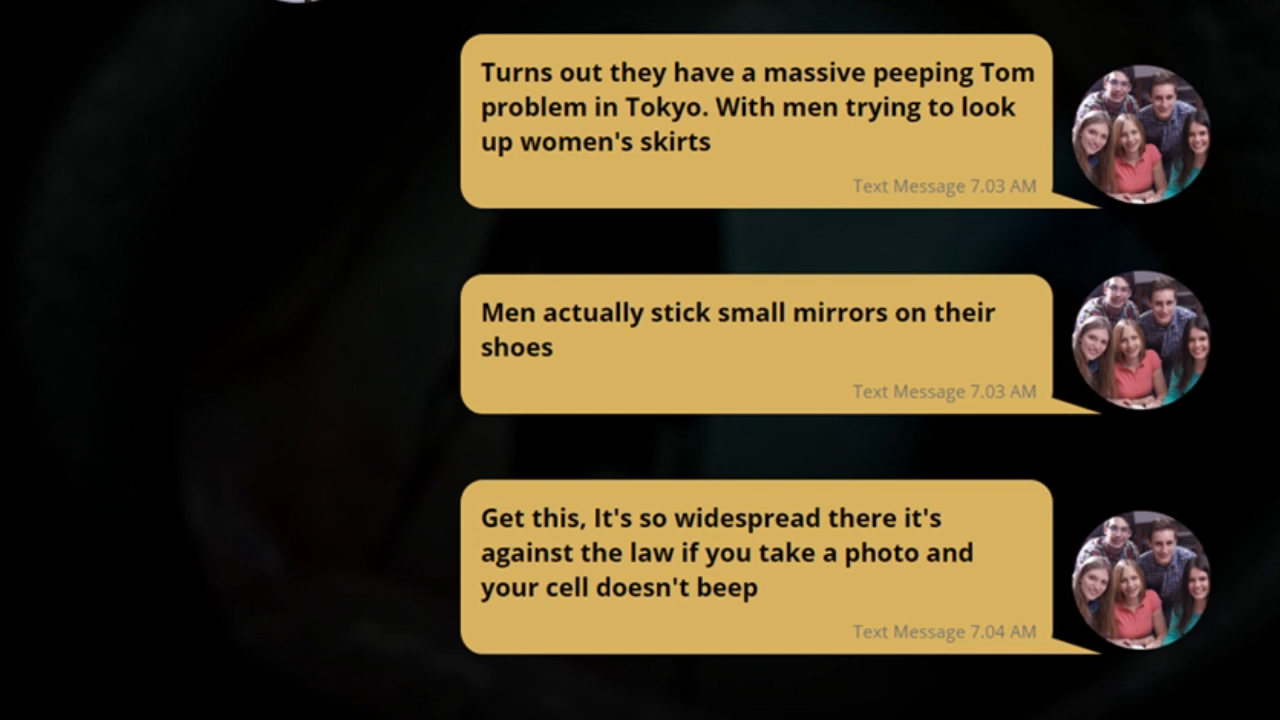 Turns out they have a massive peeping Tom
problem in Tokyo. With men trying to look
up women's skirts
Text Message 7.03 AM
Men actually stick small mirrors on their
shoes
Text Message 7.03 AM
Get this, It's so widespread there it's
against the law if you take a photo and
your cell doesn't beep
Text Message 7.04 AM